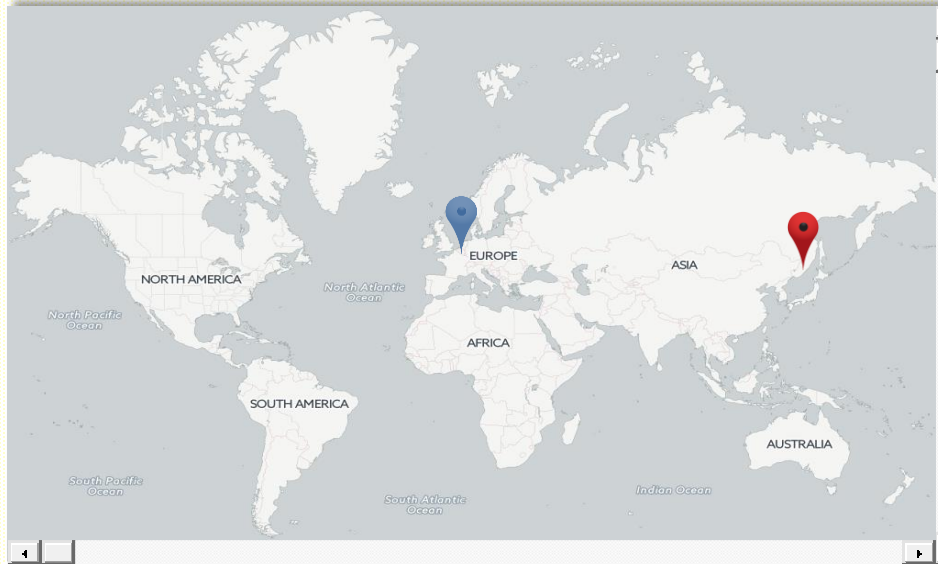 EUROPE
ASIA
NORTH AMERICA
North Atlantic
Ocean
North Pacific
Ocean
AFRICA
SOUTH AMERICA
AUSTRALIA
South Pacific
Ocean
Indian Ocean
South Atlantic
Ocean